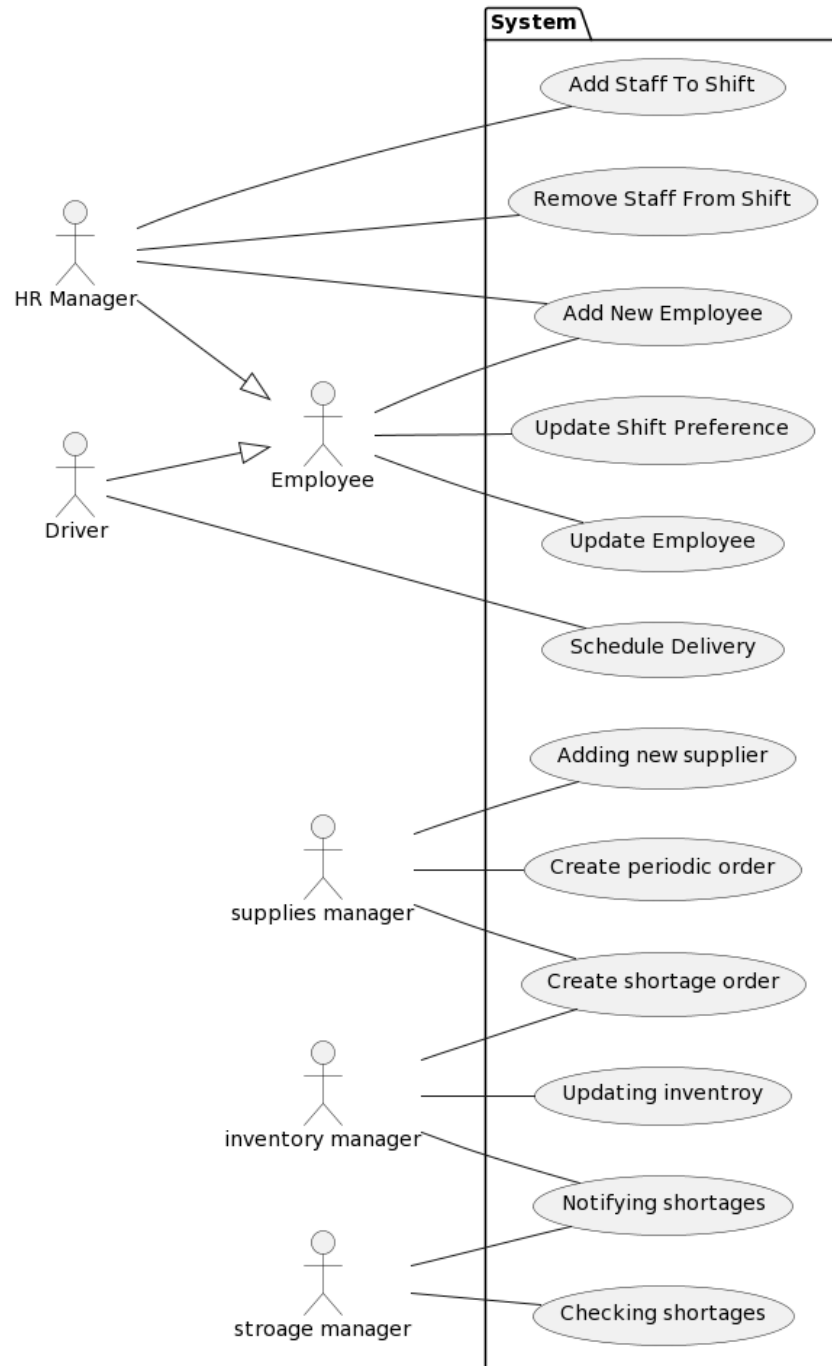 System
Add Staff To Shift
Remove Staff From Shift
HR Manager
Add New Employee
Update Shift Preference
Employee
Driver
Update Employee
Schedule Delivery
Adding new supplier
Create periodic order
supplies manager
Create shortage order
Updating inventroy
inventory manager
Notifying shortages
Checking shortages
stroage manager